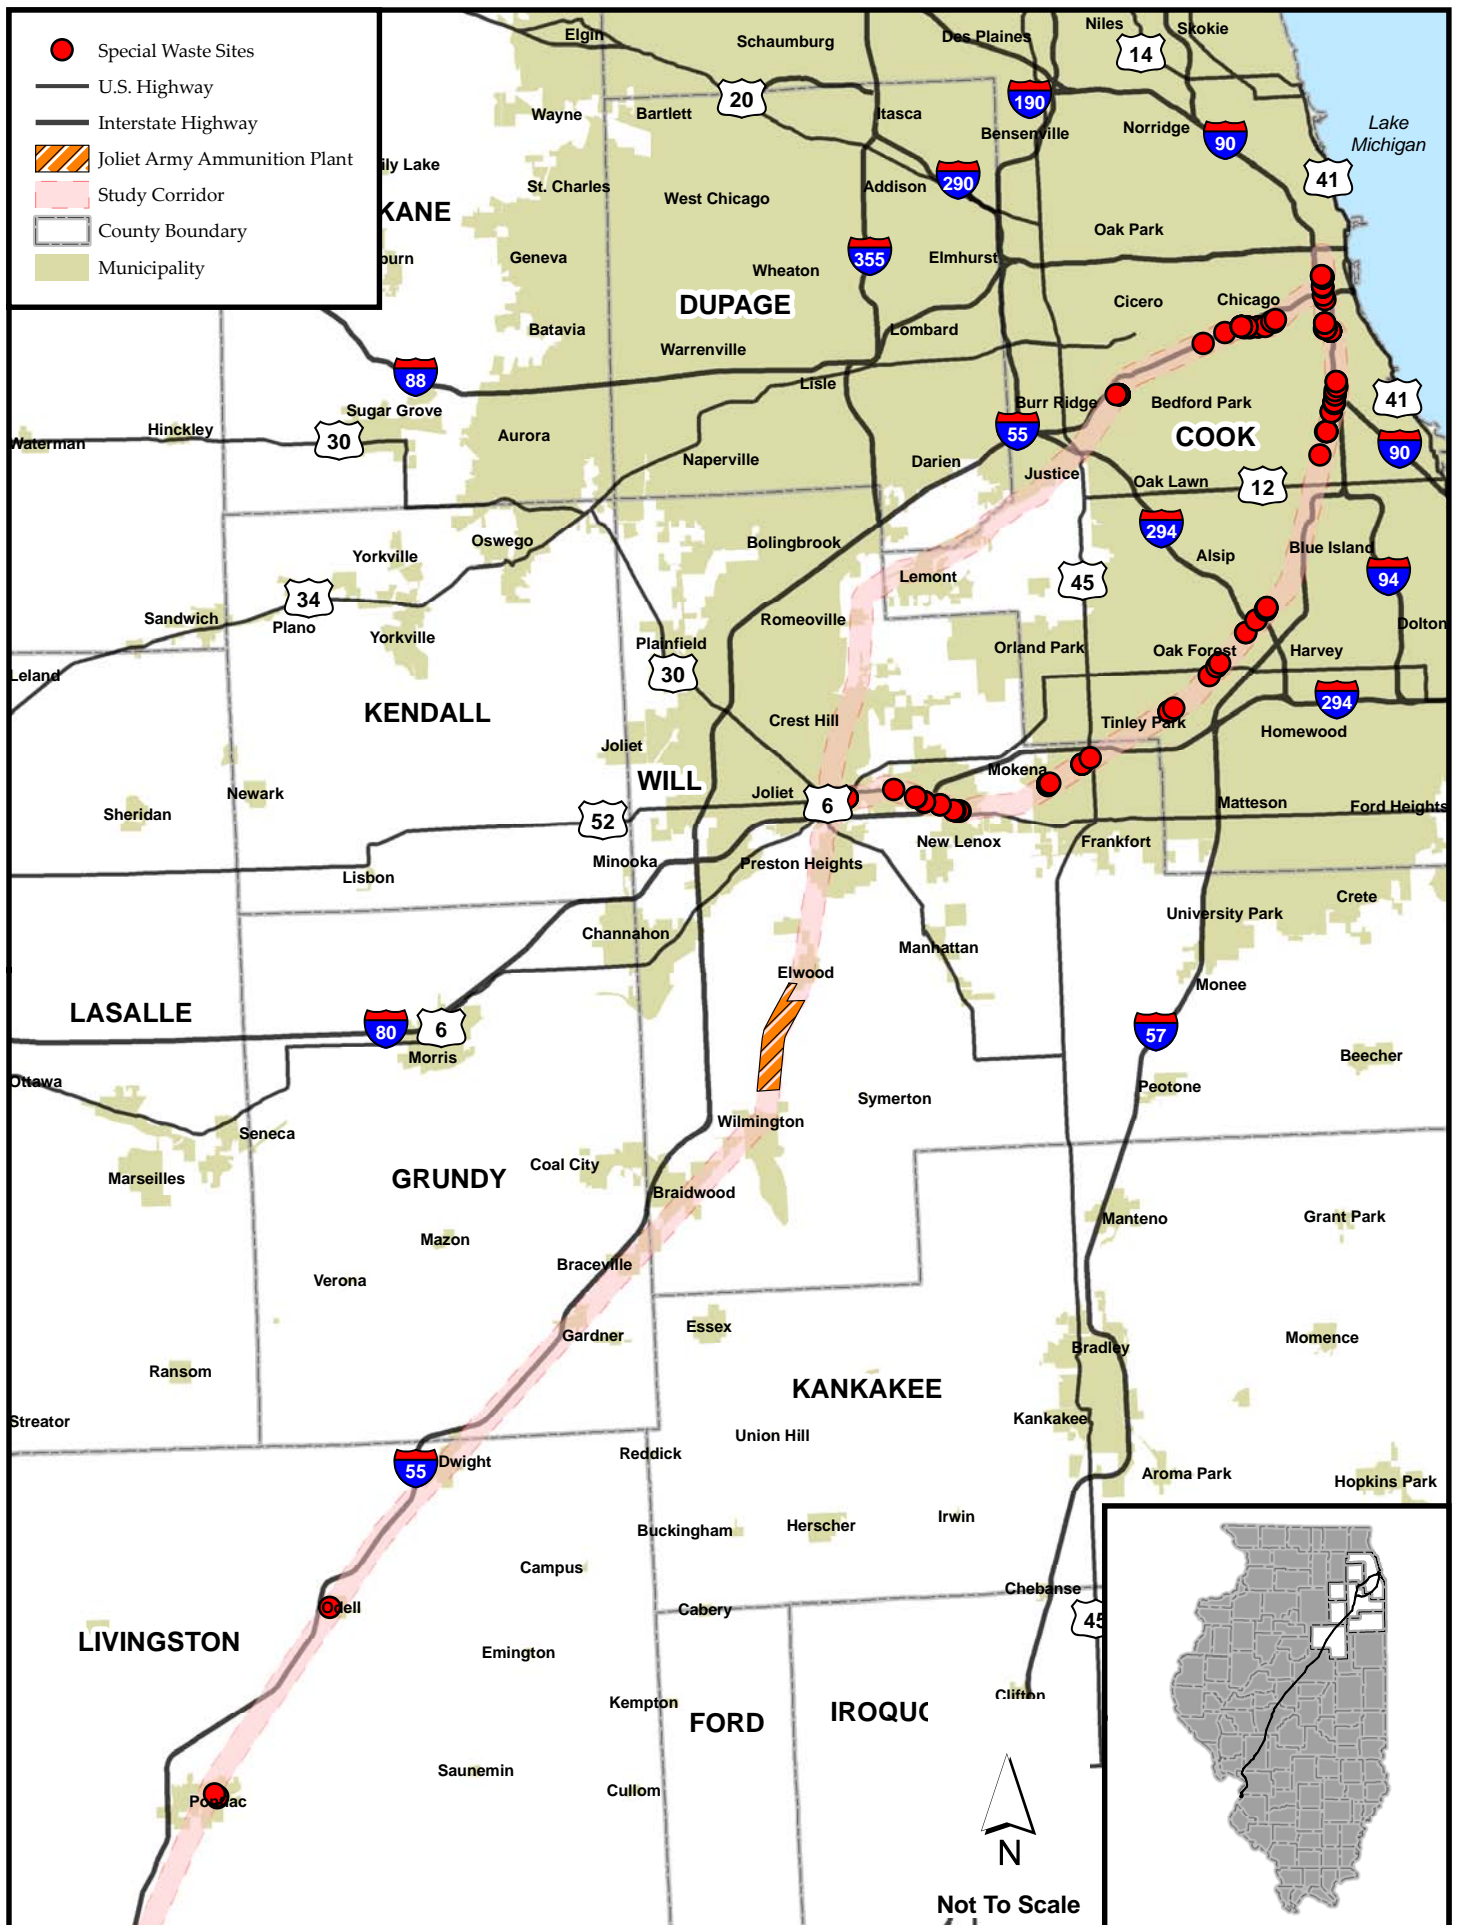 Special Waste Sites
U.S. Highway
Interstate Highway
Joliet Army Ammunition Plant
Study Corridor
County Boundary
Municipality
Elgin
Schaumburg
Des Plaines
Niles
Skokie
14
20
190
Wayne
Bartlett
Itasca
Bensenville
Norridge
90
Lake
Michigan
ily Lake
41
St. Charles
West Chicago
Addison
290
KANE
Oak Park
burn
Geneva
Wheaton
355
Elmhurst
DUPAGE
Cicero
Chicago
Batavia
Warrenville
Lombard
88
Lisle
Sugar Grove
Burr Ridge
Bedford Park
41
Waterman
Hinckley
30
Aurora
55
COOK
90
Naperville
Darien
Justice
Oak Lawn
12
294
Yorkville
Oswego
Bolingbrook
Alsip
Blue Island
Lemont
45
94
34
Sandwich
Plano
Yorkville
Romeoville
Dolton
Plainfield
Orland Park
Oak Forest
Harvey
Leland
30
294
KENDALL
Crest Hill
Tinley Park
Homewood
Joliet
WILL
Mokena
Sheridan
Newark
Joliet
6
Matteson
Ford Heights
52
New Lenox
Frankfort
Lisbon
Minooka
Preston Heights
Crete
University Park
Channahon
Manhattan
Elwood
Monee
LASALLE
80
6
57
Morris
Beecher
Ottawa
Peotone
Symerton
Wilmington
Seneca
Marseilles
GRUNDY
Coal City
Braidwood
Manteno
Grant Park
Mazon
Braceville
Verona
Gardner
Essex
Momence
Bradley
Ransom
KANKAKEE
Streator
Kankakee
Union Hill
Reddick
55
Dwight
Aroma Park
Hopkins Park
Buckingham
Herscher
Irwin
Campus
Chebanse
Odell
Cabery
45
LIVINGSTON
Emington
Clifton
Kempton
FORD
IROQUO
Saunemin
Cullom
Pontiac
N
Not To Scale